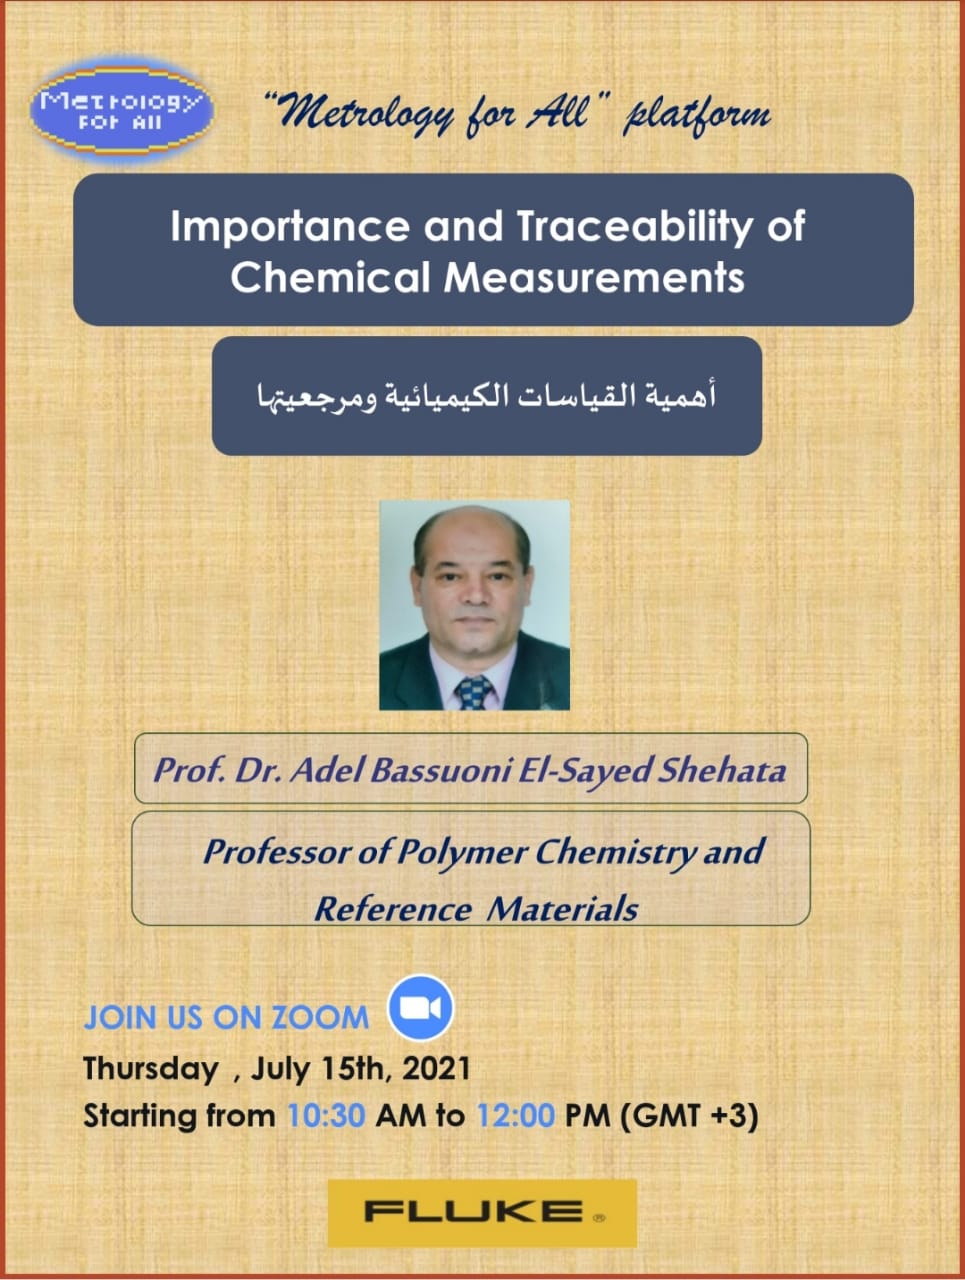 Metrology
For All
“Metrology for All” platform
Importance and Traceability of
Chemical Measurements
أهمية القياسات الكيميائية ومرجعيتها
Prof. Dr. Adel Bassuoni El-Sayed Shehata
Professor of Polymer Chemistry and
Reference Materials
JOIN US ON ZOOM
Thursday , July 15th, 2021
Starting from 10:30 AM to 12:00 PM (GMT +3)
FLUKE ®